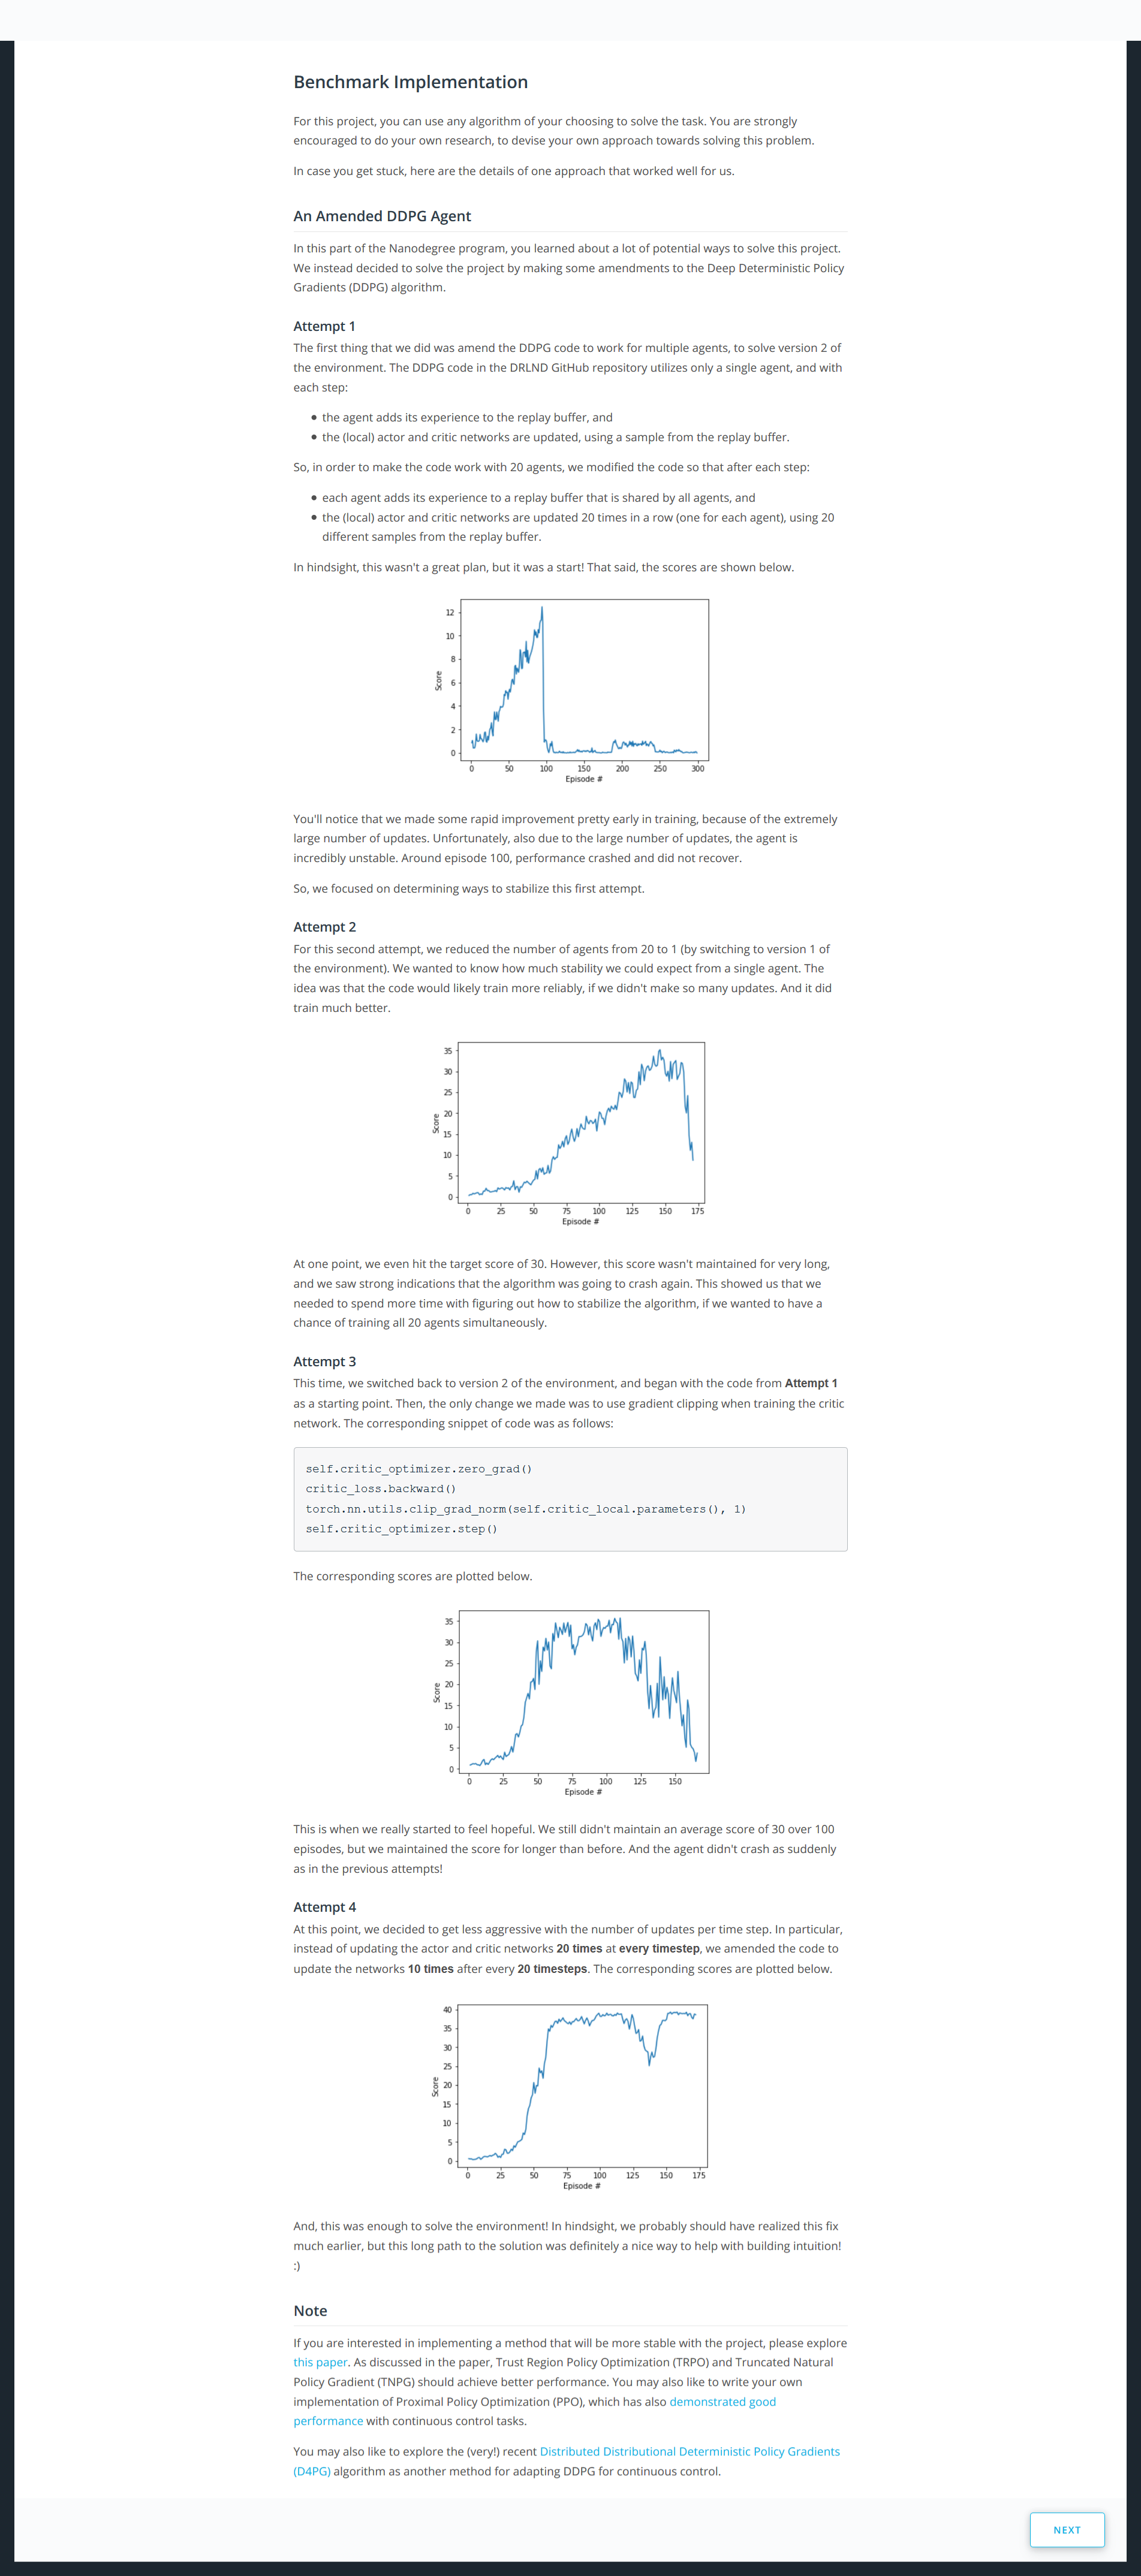 Benchmark Implementation
For this project, you can use any algorithm of your choosing to solve the task. You are strongly
encouraged to do your own research, to devise your own approach towards solving this problem.
In case you get stuck, here are the details of one approach that worked well for us.
An Amended DDPG Agent
In this part of the Nanodegree program, you learned about a lot of potential ways to solve this project.
We instead decided to solve the project by making some amendments to the Deep Deterministic Policy
Gradients (DDPG) algorithm.
Attempt 1
The first thing that we did was amend the DDPG code to work for multiple agents, to solve version 2 of
the environment. The DDPG code in the DRLND GitHub repository utilizes only a single agent, and with
each step:
• the agent adds its experience to the replay buffer, and
• the (local) actor and critic networks are updated, using a sample from the replay buffer.
So, in order to make the code work with 20 agents, we modified the code so that after each step:
• each agent adds its experience to a replay buffer that is shared by all agents, and
• the (local) actor and critic networks are updated 20 times in a row (one for each agent), using 20
different samples from the replay buffer.
In hindsight, this wasn't a great plan, but it was a start! That said, the scores are shown below.
12
10
8
6
4
2
0
Score
0 50 100 150 200 250 300
Episode #
You'll notice that we made some rapid improvement pretty early in training, because of the extremely
large number of updates. Unfortunately, also due to the large number of updates, the agent is
incredibly unstable. Around episode 100, performance crashed and did not recover.
So, we focused on determining ways to stabilize this first attempt.
Attempt 2
For this second attempt, we reduced the number of agents from 20 to 1 (by switching to version 1 of
the environment). We wanted to know how much stability we could expect from a single agent. The
idea was that the code would likely train more reliably, if we didn't make so many updates. And it did
train much better.
35
30
25
20
15
10
5
0
Score
0 25 50 75 100 125 150 175
Episode #
At one point, we even hit the target score of 30. However, this score wasn't maintained for very long,
and we saw strong indications that the algorithm was going to crash again. This showed us that we
needed to spend more time with figuring out how to stabilize the algorithm, if we wanted to have a
chance of training all 20 agents simultaneously.
Attempt 3
This time, we switched back to version 2 of the environment, and began with the code from Attempt 1
as a starting point. Then, the only change we made was to use gradient clipping when training the critic
network. The corresponding snippet of code was as follows:
self.critic_optimizer.zero_grad()
critic_loss.backward()
torch.nn.utils.clip_grad_norm(self.critic_local.parameters(), 1)
self.critic_optimizer.step()
The corresponding scores are plotted below.
35
30
25
20
15
10
5
0
Score
0 25 50 75 100 125 150
Episode #
This is when we really started to feel hopeful. We still didn't maintain an average score of 30 over 100
episodes, but we maintained the score for longer than before. And the agent didn't crash as suddenly
as in the previous attempts!
Attempt 4
At this point, we decided to get less aggressive with the number of updates per time step. In particular,
instead of updating the actor and critic networks 20 times at every timestep, we amended the code to
update the networks 10 times after every 20 timesteps. The corresponding scores are plotted below.
40
35
30
25
20
15
10
5
0
Score
0 25 50 75 100 125 150 175
Episode #
And, this was enough to solve the environment! In hindsight, we probably should have realized this fix
much earlier, but this long path to the solution was definitely a nice way to help with building intuition!
:)
Note
If you are interested in implementing a method that will be more stable with the project, please explore
this paper. As discussed in the paper, Trust Region Policy Optimization (TRPO) and Truncated Natural
Policy Gradient (TNPG) should achieve better performance. You may also like to write your own
implementation of Proximal Policy Optimization (PPO), which has also demonstrated good
performance with continuous control tasks.
You may also like to explore the (very!) recent Distributed Distributional Deterministic Policy Gradients
(D4PG) algorithm as another method for adapting DDPG for continuous control.
NEXT